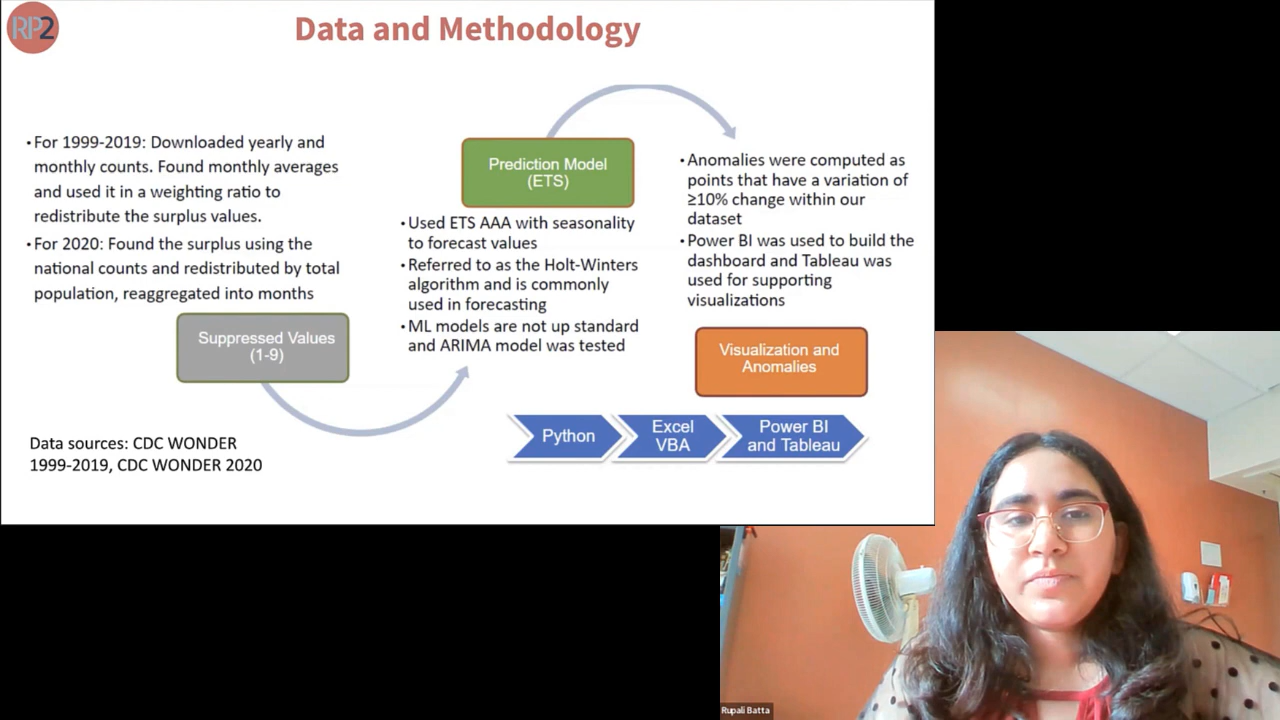 RP2
Data and Methodology
• For 1999-2019: Downloaded yearly and
monthly counts. Found monthly averages
and used it in a weighting ratio to
redistribute the surplus values.
• For 2020: Found the surplus using the
national counts and redistributed by total
population, reaggregated into months
Suppressed Values
(1-9)
Data sources: CDC WONDER
1999-2019, CDC WONDER 2020
Prediction Model
(ETS)
• Used ETS AAA with seasonality
to forecast values
• Referred to as the Holt-Winters
algorithm and is commonly
used in forecasting
• ML models are not up standard
and ARIMA model was tested
• Anomalies were computed as
points that have a variation of
≥10% change within our
dataset
• Power BI was used to build the
dashboard and Tableau was
used for supporting
visualizations
Visualization and
Anomalies
Python
Excel
VBA
Power BI
and Tableau
Rupali Batta